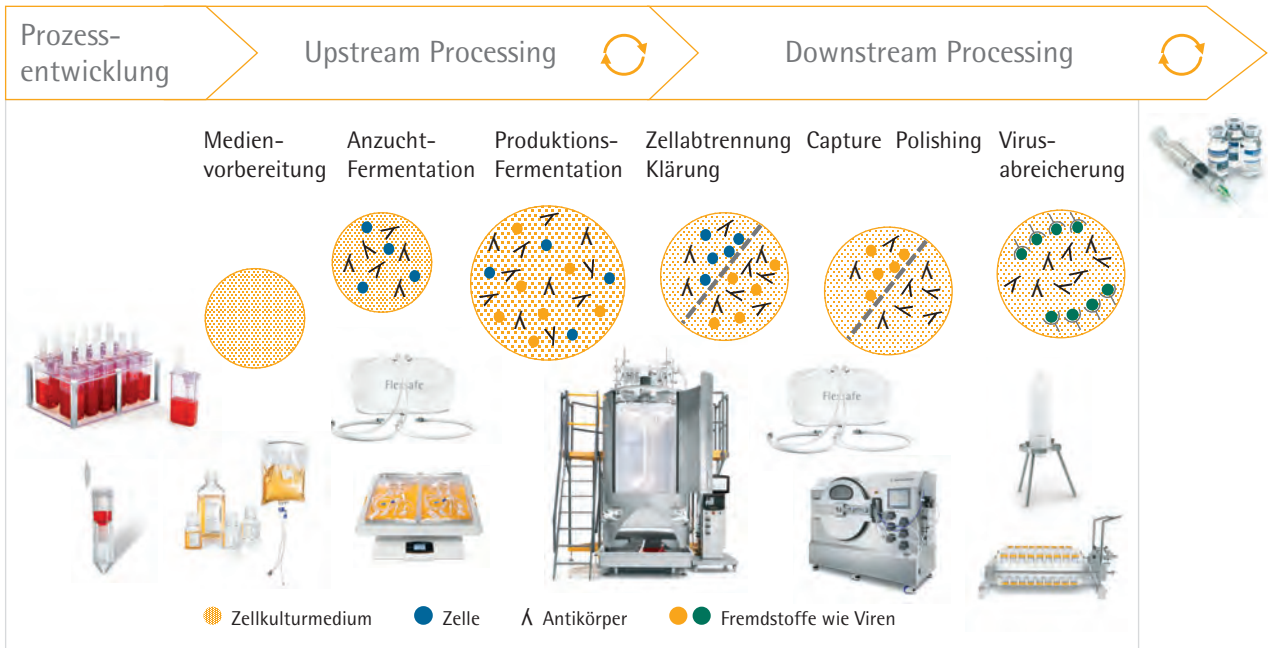 Prozess-
entwicklung
Upstream Processing
Downstream Processing
Medien-
vorbereitung
Anzucht-
Fermentation
Produktions-
Fermentation
Zellabtrennung
Klärung
Capture
Polishing
Virus-
abreicherung
Flexsafe
Flexsafe
Zellkulturmedium
Zelle
Antikörper
Fremdstoffe wie Viren